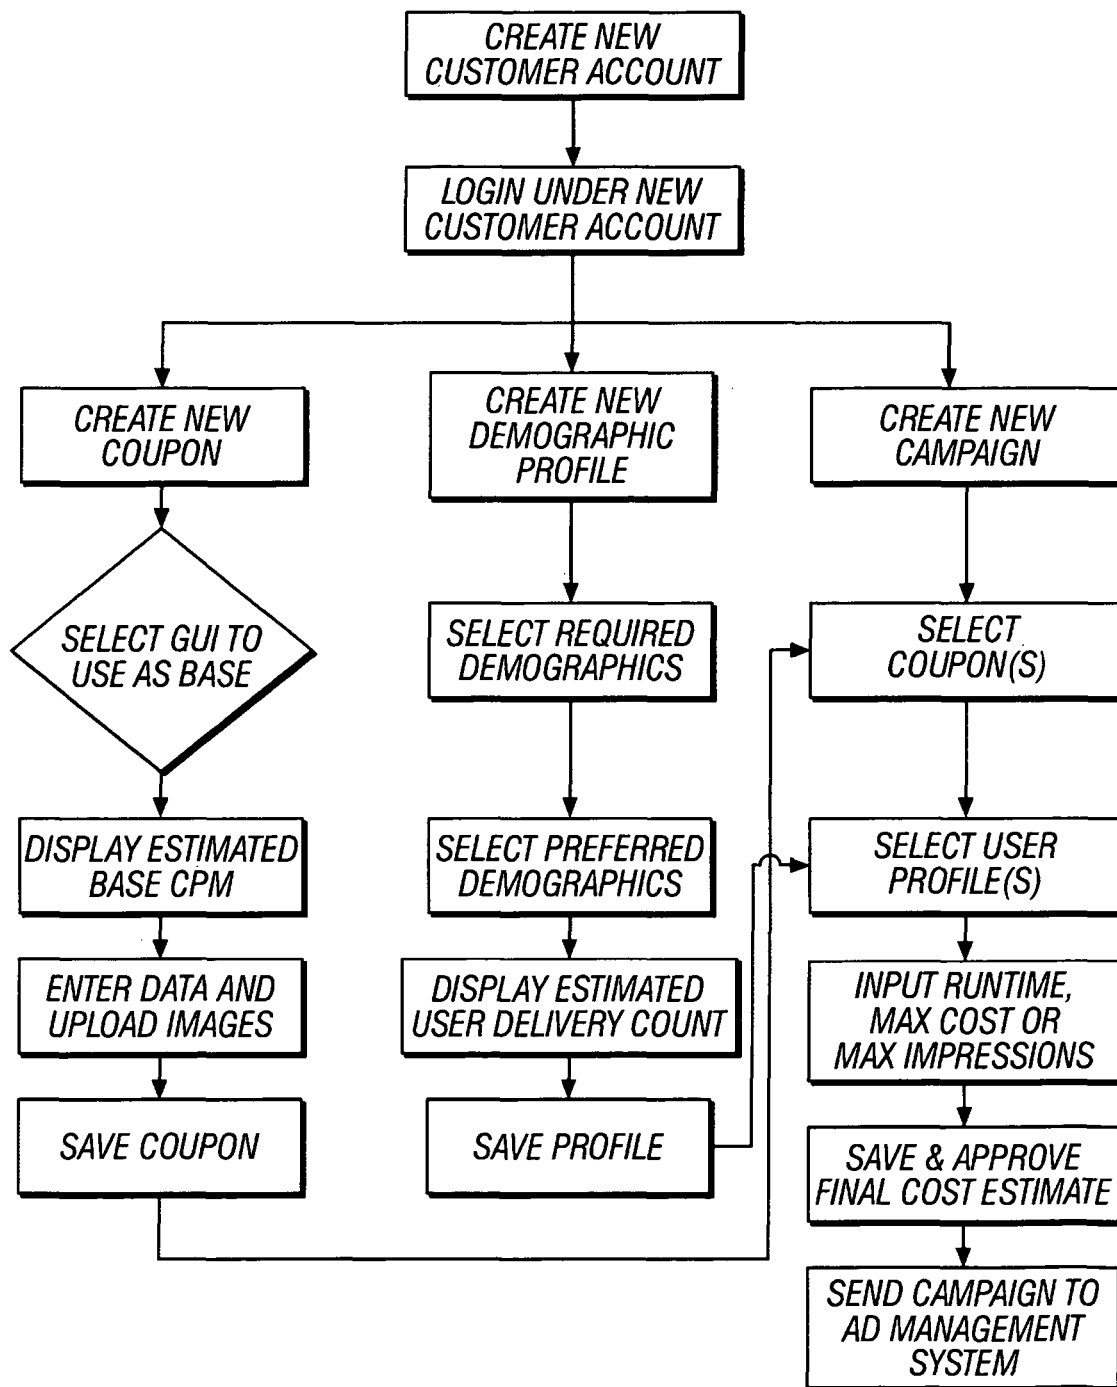 CREATE NEW
CUSTOMER ACCOUNT
LOGIN UNDER NEW
CUSTOMER ACCOUNT
CREATE NEW
COUPON
SELECT GUI TO
USE AS BASE
DISPLAY ESTIMATED
BASE CPM
ENTER DATA AND
UPLOAD IMAGES
SAVE COUPON
CREATE NEW
DEMOGRAPHIC
PROFILE
SELECT REQUIRED
DEMOGRAPHICS
SELECT PREFERRED
DEMOGRAPHICS
DISPLAY ESTIMATED
USER DELIVERY COUNT
SAVE PROFILE
CREATE NEW
CAMPAIGN
SELECT
COUPON(S)
SELECT USER
PROFILE(S)
INPUT RUNTIME,
MAX COST OR
MAX IMPRESSIONS
SAVE & APPROVE
FINAL COST ESTIMATE
SEND CAMPAIGN TO
AD MANAGEMENT
SYSTEM